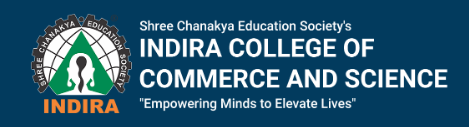 SHREE CHANAKYA EDUCATION SOCIETY
INDIRA
Shree Chanakya Education Society's
INDIRA COLLEGE OF
COMMERCE AND SCIENCE
"Empowering Minds to Elevate Lives"